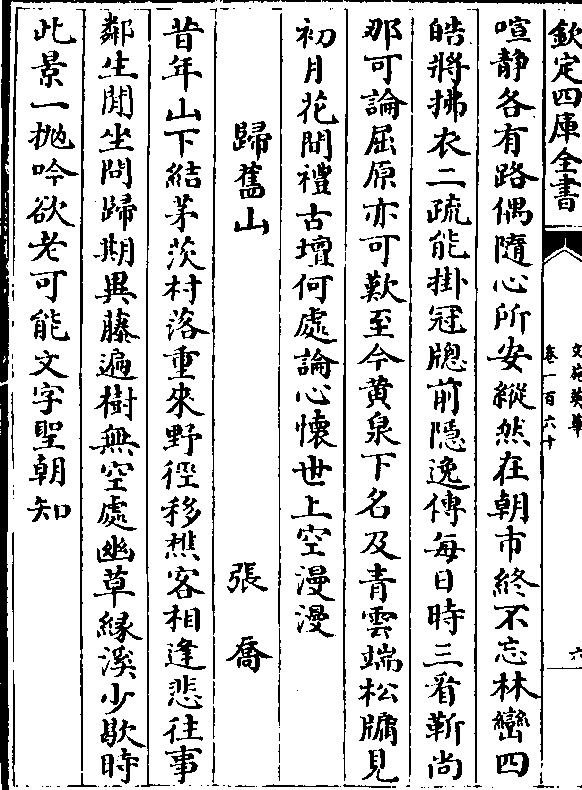 欽定四庫全書
文苑英華
卷一百六十
六
喧静各有路偶隨心所安縱然在朝市終不忘林巒四
皓將拂衣二疏能掛冠牎前隱逸傳每日時三看靳尚
那可論屈原亦可歎至今黄泉下名及青雲端松牖見
初月花間禮古壇何處論心懷世上空漫漫
歸舊山
張喬
昔年山下結茅茨村落重來野徑移樵客相逢悲往事
鄰生閒坐問歸期異藤遍樹無空處幽草緣溪少歇時
此景一抛吟欲老可能文字聖朝知